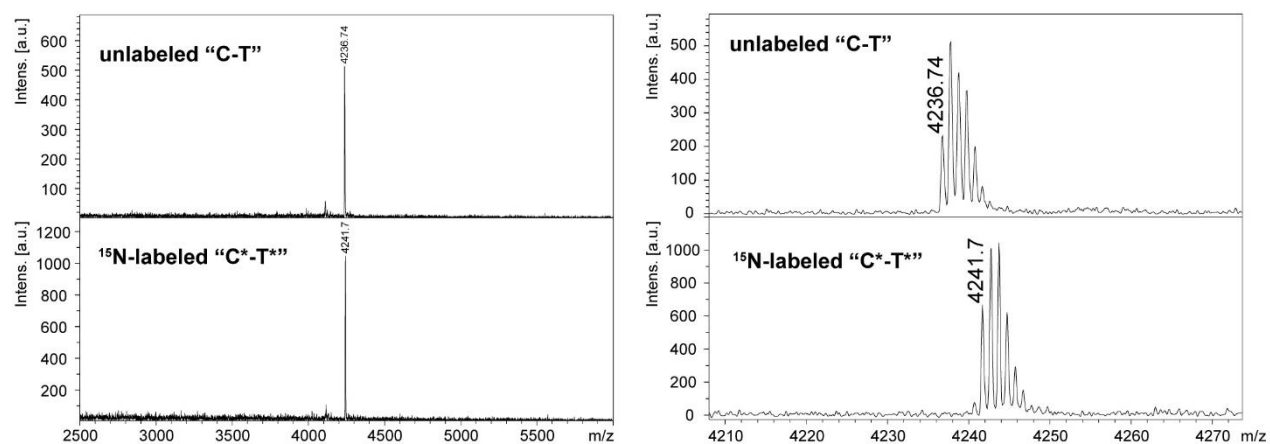 unlabeled “C-T”
Intens. [a.u.]
600
500
400
300
200
100
4236.74
¹⁵N-labeled “C*-T*”
Intens. [a.u.]
1200
1000
800
600
400
200
4241.7
2500 3000 3500 4000 4500 5000 5500 m/z
unlabeled “C-T”
Intens. [a.u.]
500
400
300
200
100
0
4236.74
¹⁵N-labeled “C*-T*”
Intens. [a.u.]
1000
800
600
400
200
0
4241.7
4210 4220 4230 4240 4250 4260 4270 m/z